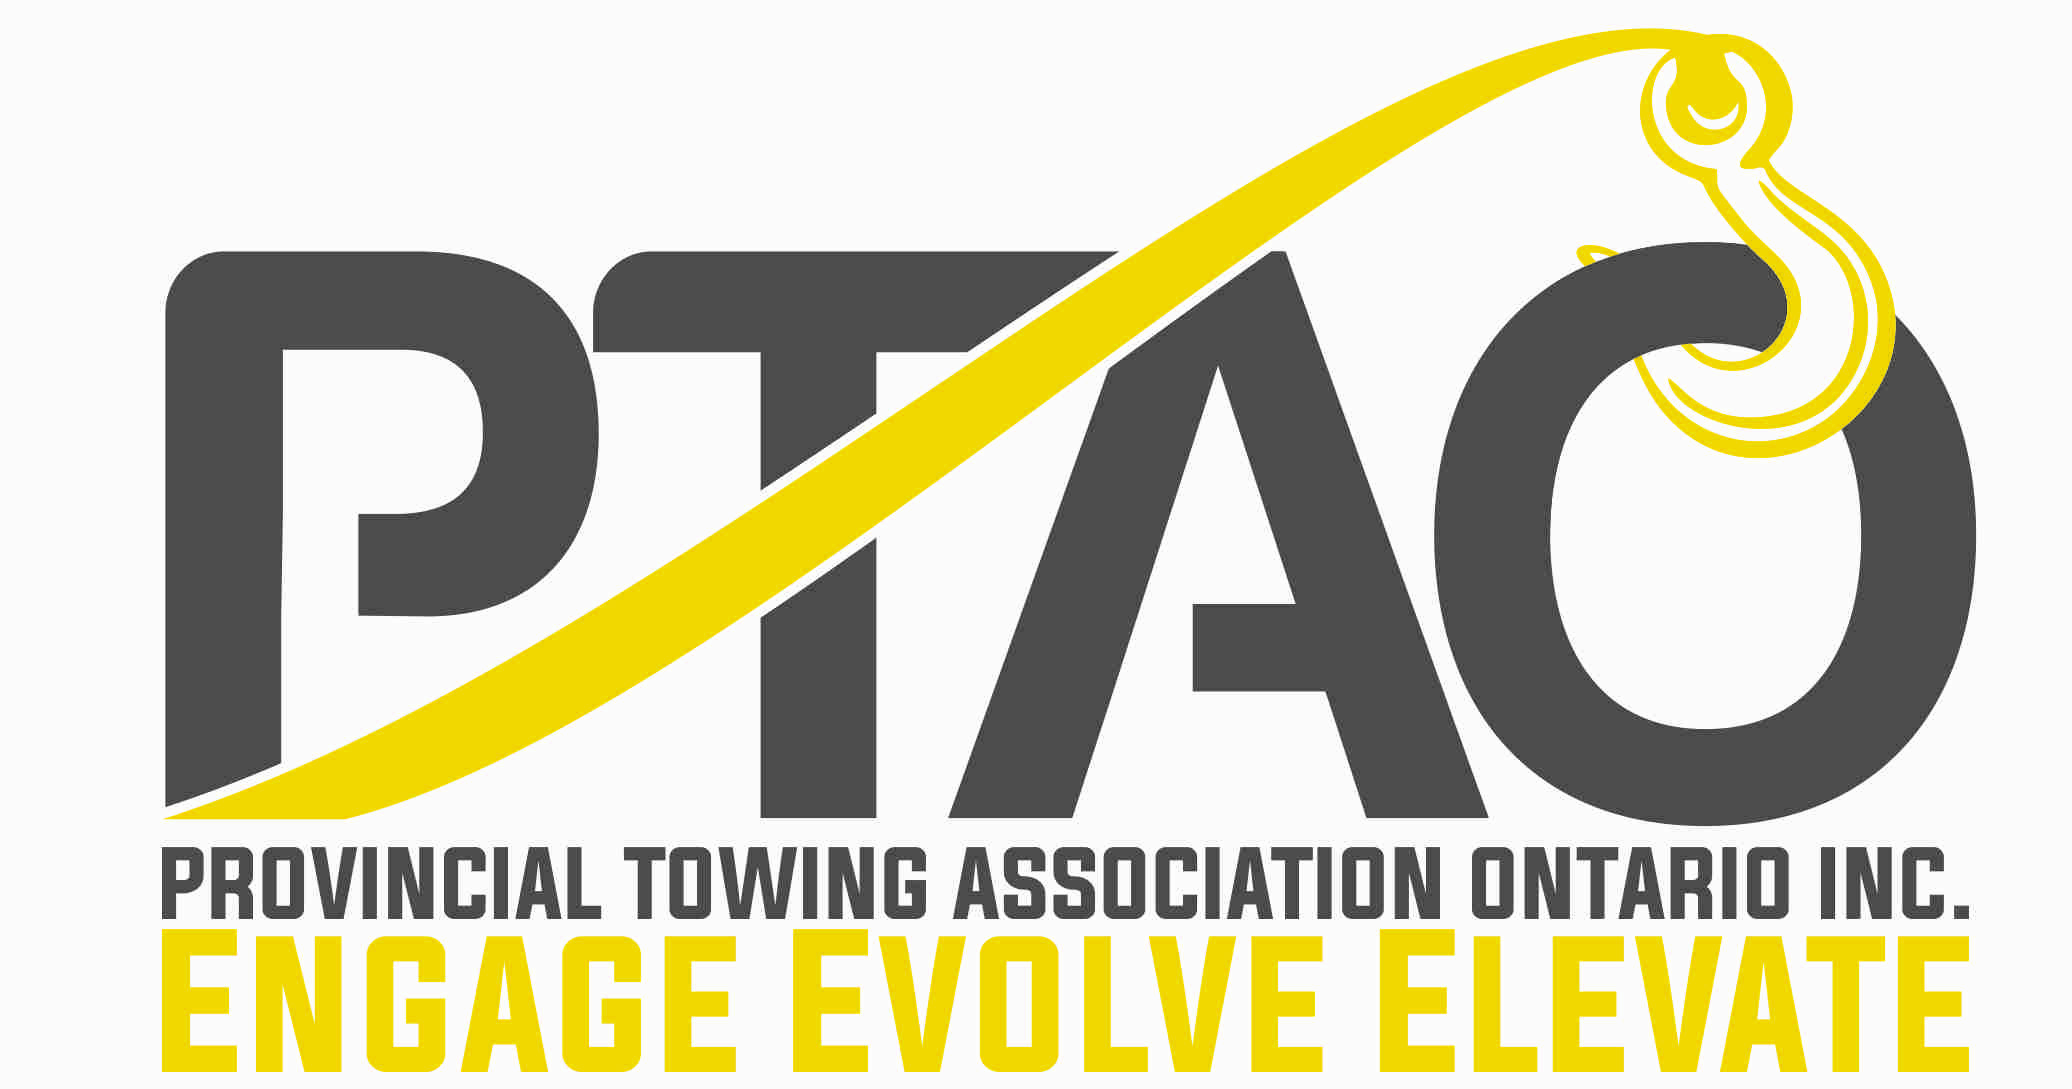 PTAO
PROVINCIAL TOWING ASSOCIATION ONTARIO INC.
ENGAGE EVOLVE ELEVATE